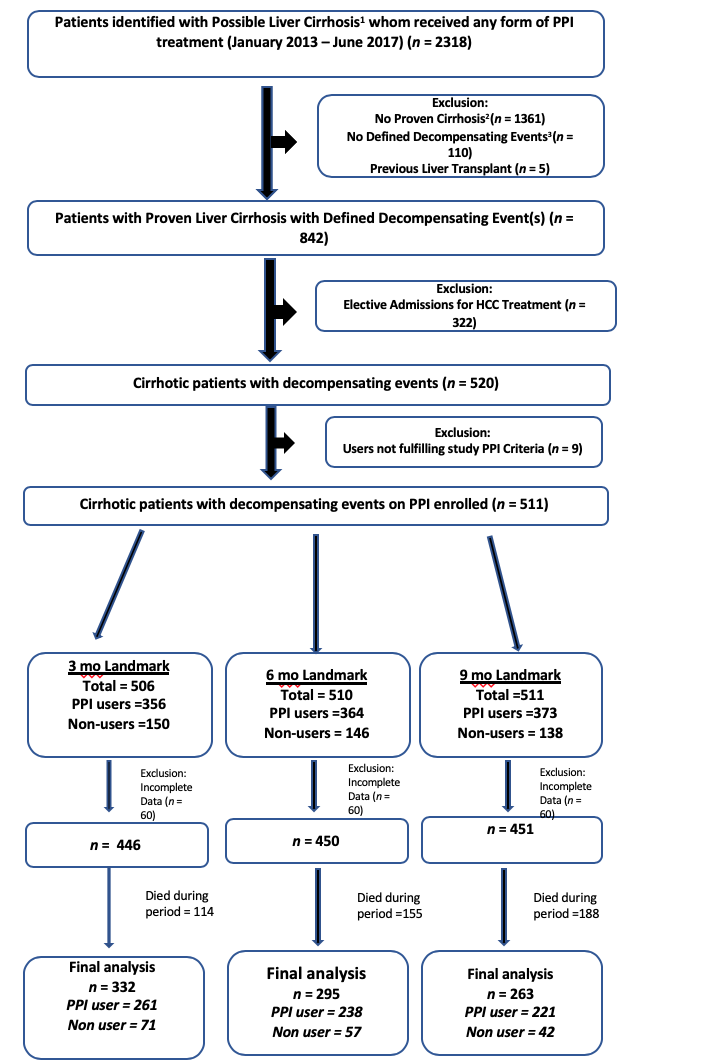 Patients identified with Possible Liver Cirrhosis¹ whom received any form of PPI
treatment (January 2013 – June 2017) (n = 2318)
Exclusion:
No Proven Cirrhosis²(n = 1361)
No Defined Decompensating Events³(n =
110)
Previous Liver Transplant (n = 5)
Patients with Proven Liver Cirrhosis with Defined Decompensating Event(s) (n =
842)
Exclusion:
Elective Admissions for HCC Treatment (n =
322)
Cirrhotic patients with decompensating events (n = 520)
Exclusion:
Users not fulfilling study PPI Criteria (n = 9)
Cirrhotic patients with decompensating events on PPI enrolled (n = 511)
3 mo Landmark
Total = 506
PPI users =356
Non-users =150
6 mo Landmark
Total = 510
PPI users =364
Non-users = 146
9 mo Landmark
Total =511
PPI users =373
Non-users = 138
Exclusion:
Incomplete
Data (n =
60)
Exclusion:
Incomplete
Data (n =
60)
Exclusion:
Incomplete
Data (n =
60)
n = 446
n = 450
n = 451
Died during
period = 114
Died during
period =155
Died during
period =188
Final analysis
n = 332
PPI user = 261
Non user = 71
Final analysis
n = 295
PPI user = 238
Non user = 57
Final analysis
n = 263
PPI user = 221
Non user = 42